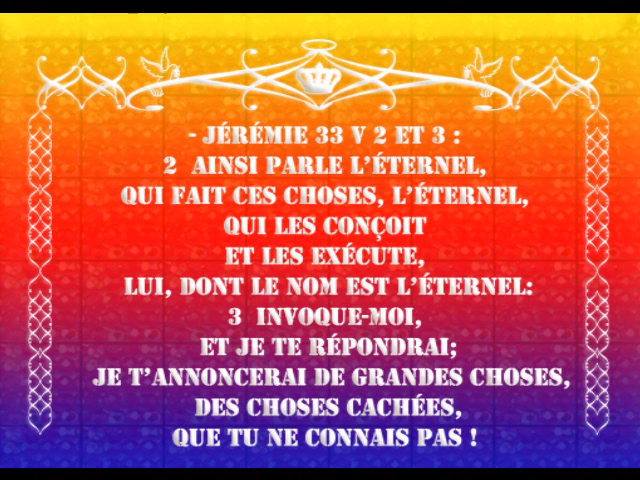 - JÉRÉMIE 33 V 2 ET 3 :
2 AINSI PARLE L'ÉTERNEL,
QUI FAIT CES CHOSES, L'ÉTERNEL,
QUI LES CONÇOIT
ET LES EXÉCUTE,
LUI, DONT LE NOM EST L'ÉTERNEL:
3 INVOQUE-MOI,
ET JE TE RÉPONDRAI;
JE T'ANNONCERAI DE GRANDES CHOSES,
DES CHOSES CACHÉES,
QUE TU NE CONNAIS PAS !